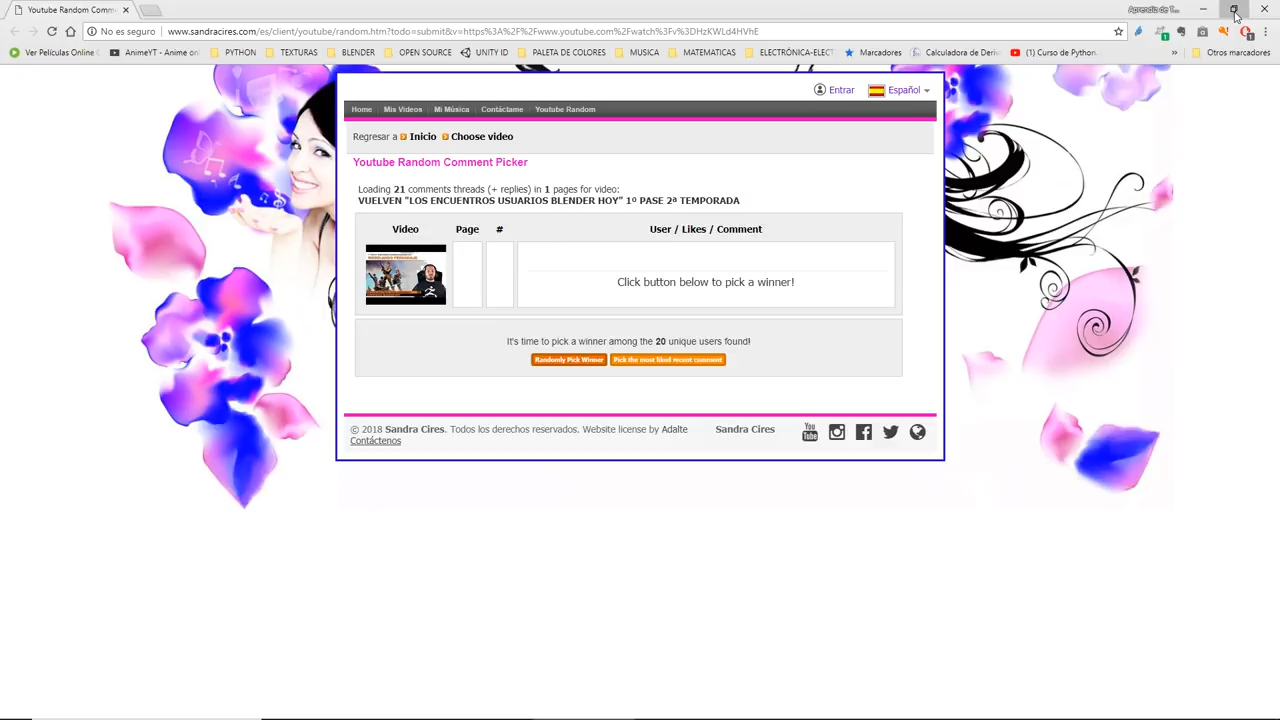 Youtube Random Comm
Aprendiz de T...
No es seguro | www.sandracires.com/es/client/youtube/random.htm?todo=submit&v=https%3A%2F%2Fwww.youtube.com%2Fwatch%3Fv%3DHzKWLd4HVhE
Ver Películas Online AnimeYT - Anime onl PYTHON TEXTURAS BLENDER OPEN SOURCE UNITY ID PALETA DE COLORES MUSICA MATEMATICAS ELECTRÓNICA-ELECT Marcadores Calculadora de Deri (1) Curso de Python. » Otros marcadores
Entrar Español
Home Mis Videos Mi Música Contáctame Youtube Random
Regresar a Inicio Choose video
Youtube Random Comment Picker
Loading 21 comments threads (+ replies) in 1 pages for video:
VUELVEN "LOS ENCUENTROS USUARIOS BLENDER HOY" 1º PASE 2ª TEMPORADA
Video Page # User / Likes / Comment
Click button below to pick a winner!
It's time to pick a winner among the 20 unique users found!
Randomly Pick Winner Pick the most liked recent comment
© 2018 Sandra Cires. Todos los derechos reservados. Website license by Adalte Sandra Cires You Tube
Contáctenos